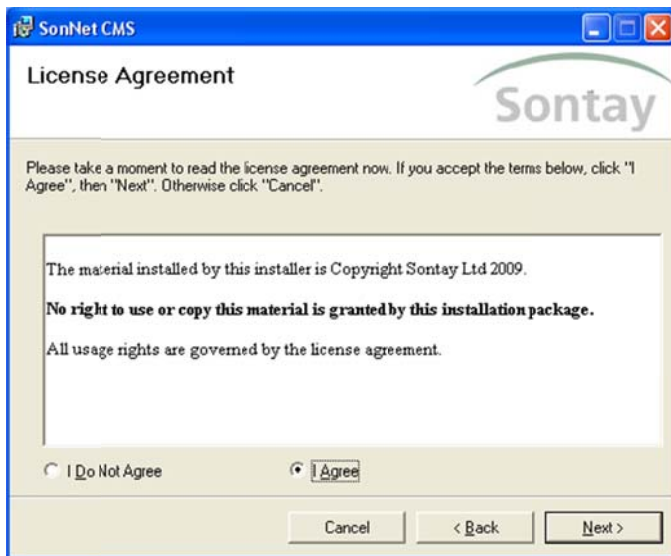 SonNet CMS
License Agreement
Sontay
Please take a moment to read the license agreement now. If you accept the terms below, click "I
Agree", then "Next". Otherwise click "Cancel".
The material installed by this installer is Copyright Sontay Ltd 2009.
No right to use or copy this material is granted by this installation package.
All usage rights are governed by the license agreement.
I Do Not Agree
I Agree
Cancel
< Back
Next >